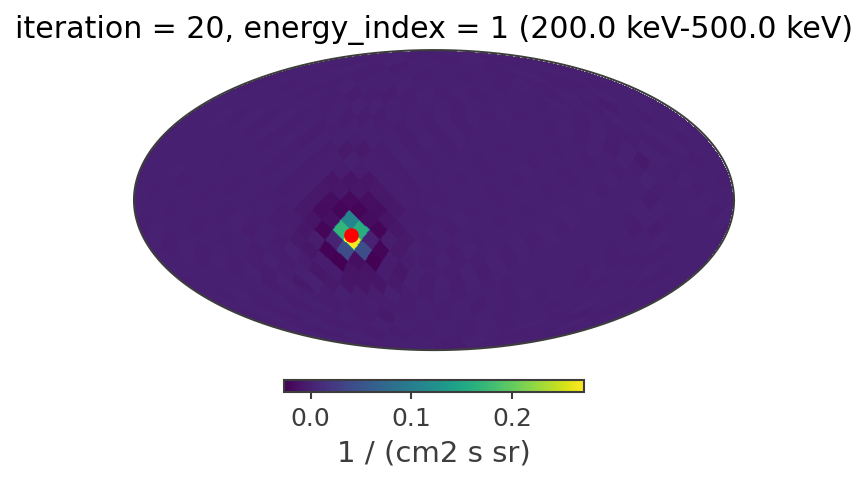 iteration = 20, energy_index = 1 (200.0 keV-500.0 keV)
0.0 0.1 0.2
1 / (cm2 s sr)